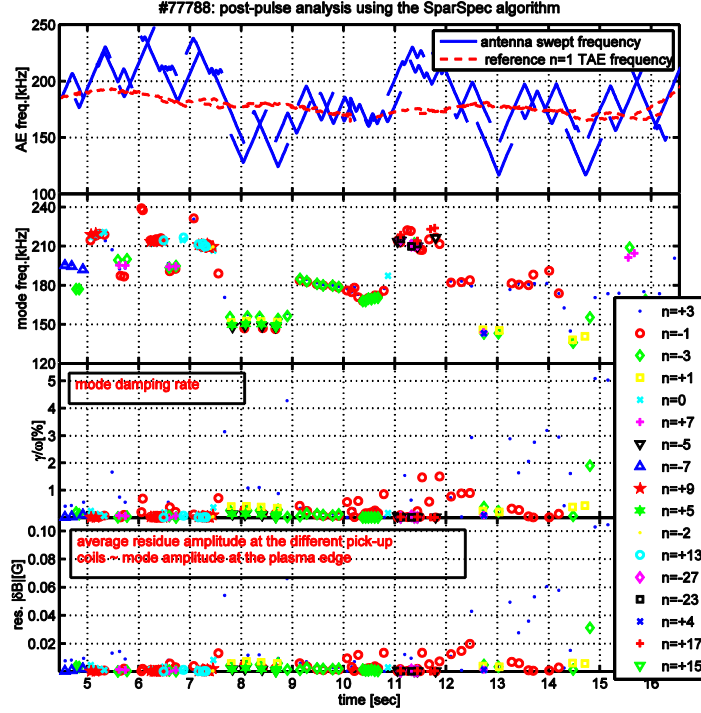 #77788: post-pulse analysis using the SparSpec algorithm
antenna swept frequency
reference n=1 TAE frequency
AE freq.[kHz]
250
200
150
100
mode freq.[kHz]
240
210
180
150
120
mode damping rate
γ/ω[%]
5
4
3
2
1
average residue amplitude at the different pick-up
coils ~ mode amplitude at the plasma edge
res. |δB|[G]
0.10
0.08
0.06
0.04
0.02
5 6 7 8 9 10 11 12 13 14 15 16
time [sec]
n=+3
n=-1
n=-3
n=+1
n=0
n=+7
n=-5
n=-7
n=+9
n=+5
n=-2
n=+13
n=-27
n=-23
n=+4
n=+17
n=+15